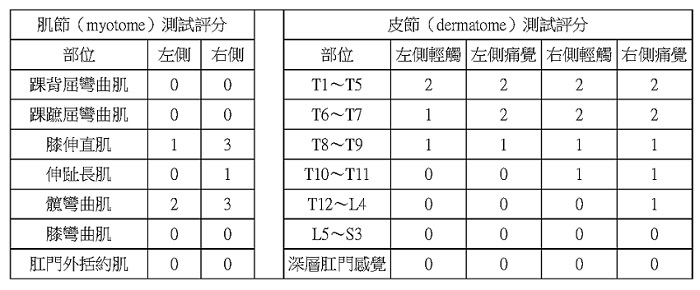 肌節（myotome）測試評分 皮節（dermatome）測試評分
部位 左側 右側 部位 左側輕觸 左側痛覺 右側輕觸 右側痛覺
踝背屈彎曲肌 0 0 T1～T5 2 2 2 2
踝蹠屈彎曲肌 0 0 T6～T7 1 2 2 2
膝伸直肌 1 3 T8～T9 1 1 1 1
伸趾長肌 0 1 T10～T11 0 0 1 1
髖彎曲肌 2 3 T12～L4 0 0 0 1
膝彎曲肌 0 0 L5～S3 0 0 0 0
肛門外括約肌 0 0 深層肛門感覺 0 0 0 0